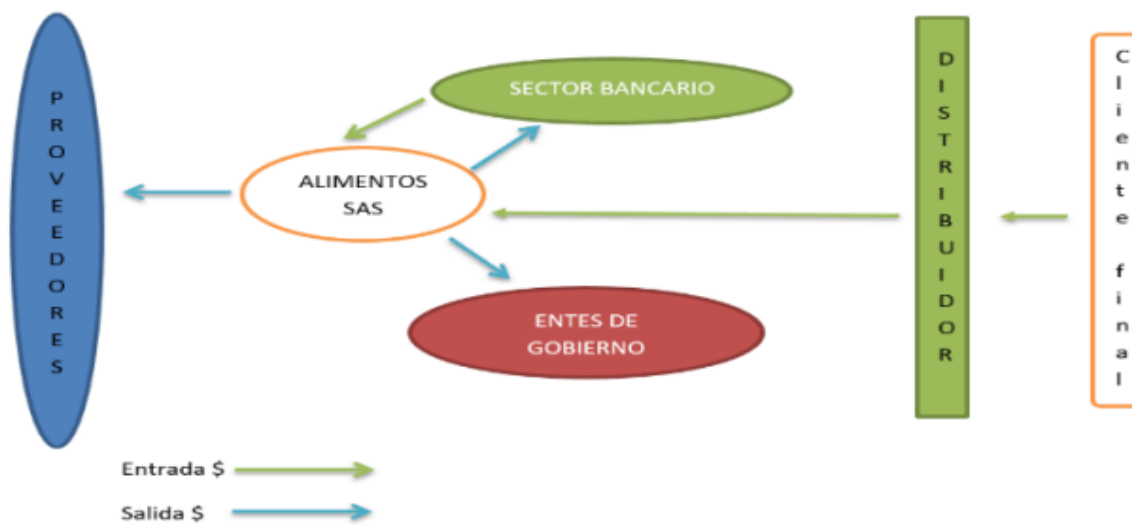 PROVEEDORES
SECTOR BANCARIO
ALIMENTOS
SAS
ENTES DE
GOBIERNO
DISTRIBUIDOR
Cliente final
Entrada $
Salida $